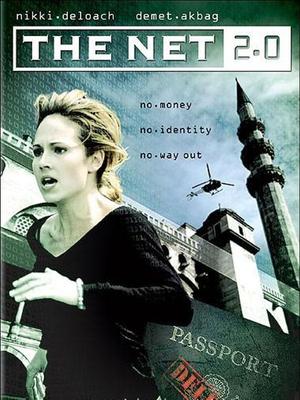 nikki.deloach demet.akbag
THE NET 2.0
no.money
no.identity
no.way out
PASSPORT